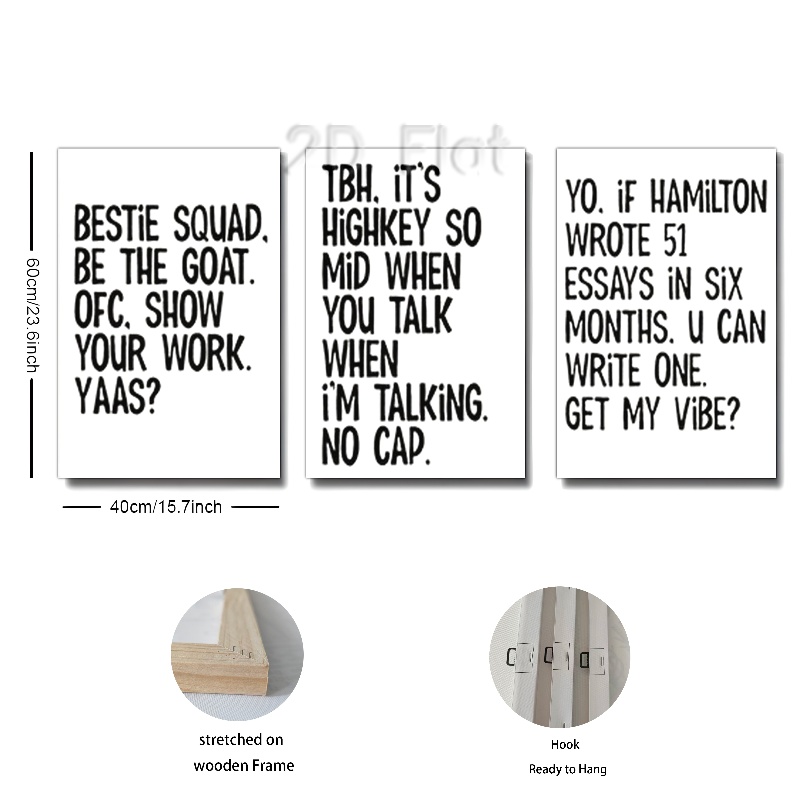 2D Flat
BESTiE SQUAD.
BE THE GOAT.
OFC. SHOW
YOUR WORK.
YAAS?
TBH. iT'S
HiGHKEY SO
MiD WHEN
YOU TALK
WHEN
i'M TALKiNG.
NO CAP.
YO. iF HAMiLTON
WROTE 51
ESSAYS iN SiX
MONTHS. U CAN
WRiTE ONE.
GET MY ViBE?
60cm/23.6inch
40cm/15.7inch
stretched on
wooden Frame
Hook
Ready to Hang